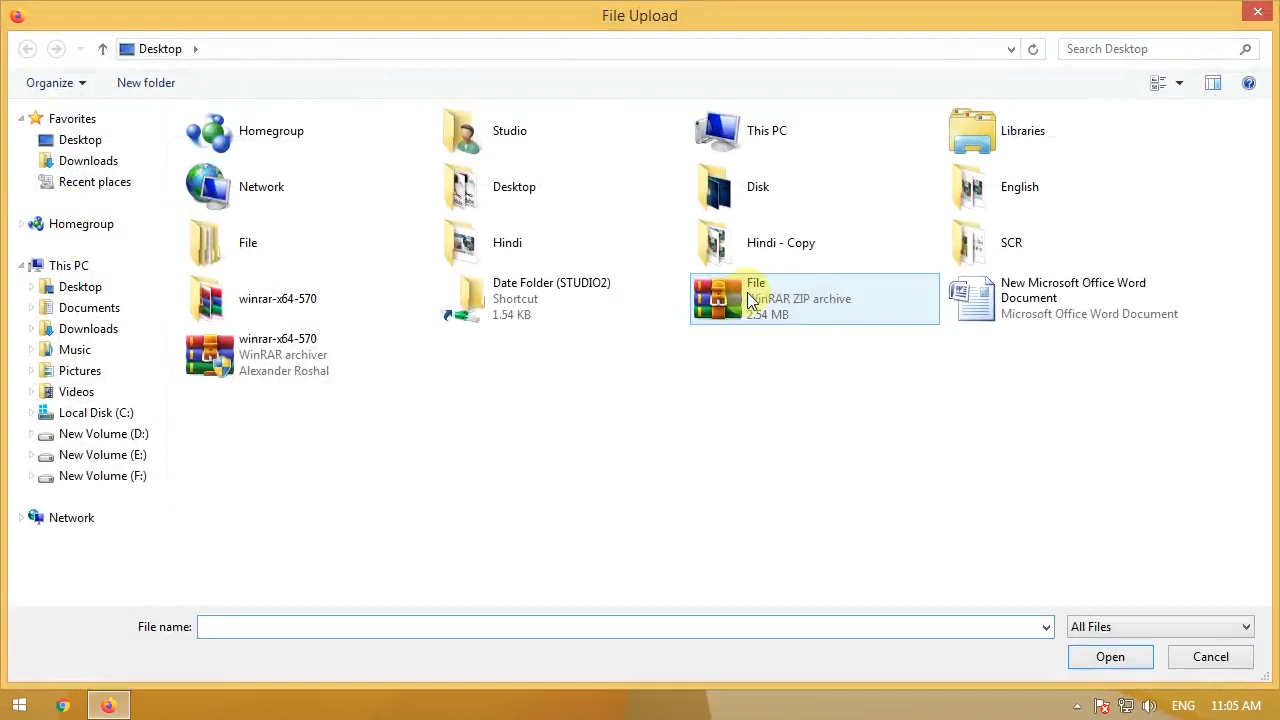 File Upload
Desktop
Search Desktop
Organize
New folder
Favorites
Desktop
Downloads
Recent places
Homegroup
This PC
Desktop
Documents
Downloads
Music
Pictures
Videos
Local Disk (C:)
New Volume (D:)
New Volume (E:)
New Volume (F:)
Network
Homegroup
Studio
This PC
Libraries
Network
Desktop
Disk
English
File
Hindi
Hindi - Copy
SCR
winrar-x64-570
Date Folder (STUDIO2)
Shortcut
1.54 KB
File
WinRAR ZIP archive
2.54 MB
New Microsoft Office Word
Document
Microsoft Office Word Document
winrar-x64-570
WinRAR archiver
Alexander Roshal
File name:
All Files
Open
Cancel
ENG
11:05 AM